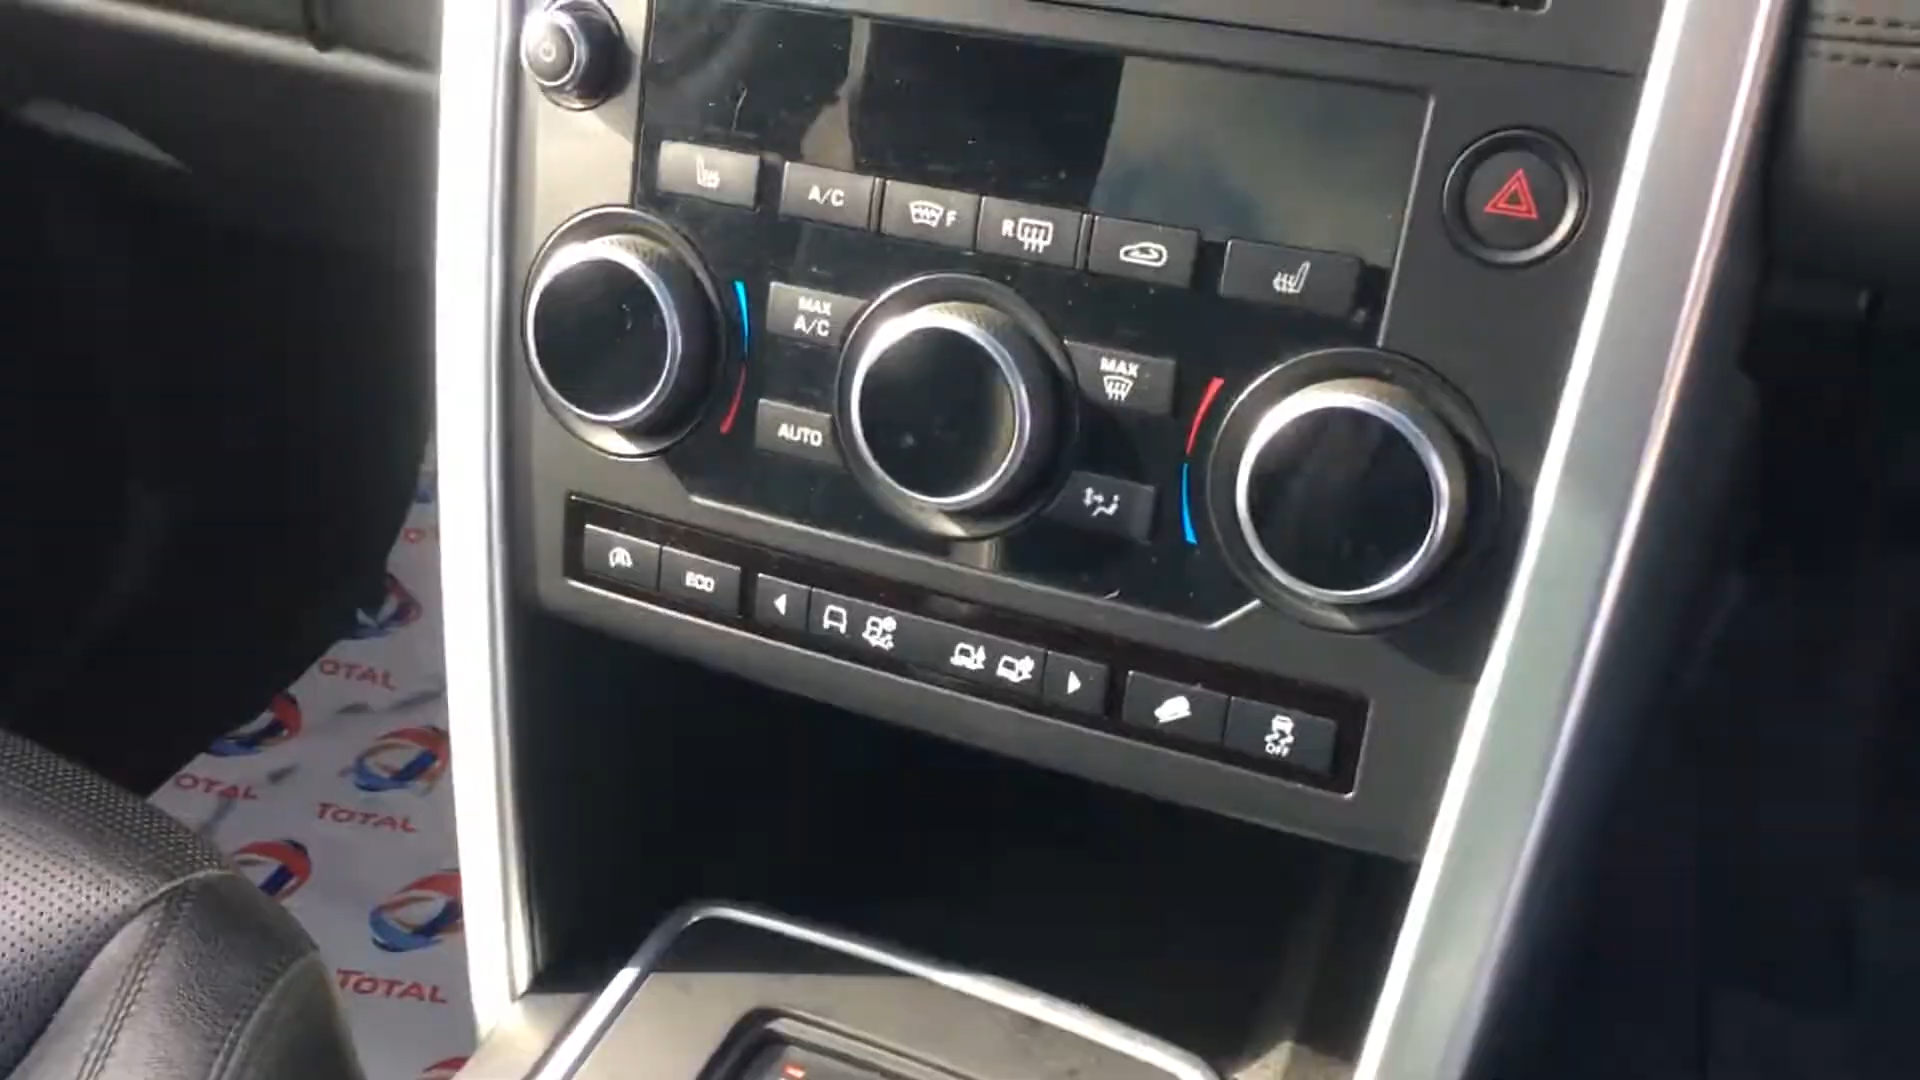 A/C
F
R
MAX
A/C
MAX
AUTO
ECO
OFF
OTAL
OTAL
TOTAL
TOTAL